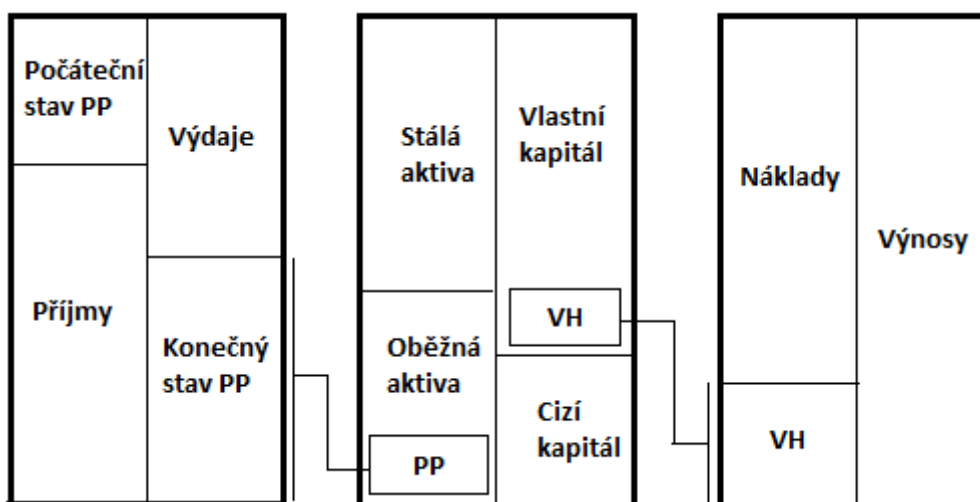 Počáteční
stav PP
Výdaje
Příjmy
Konečný
stav PP
Stálá
aktiva
Vlastní
kapitál
VH
Oběžná
aktiva
PP
Cizí
kapitál
Náklady
Výnosy
VH